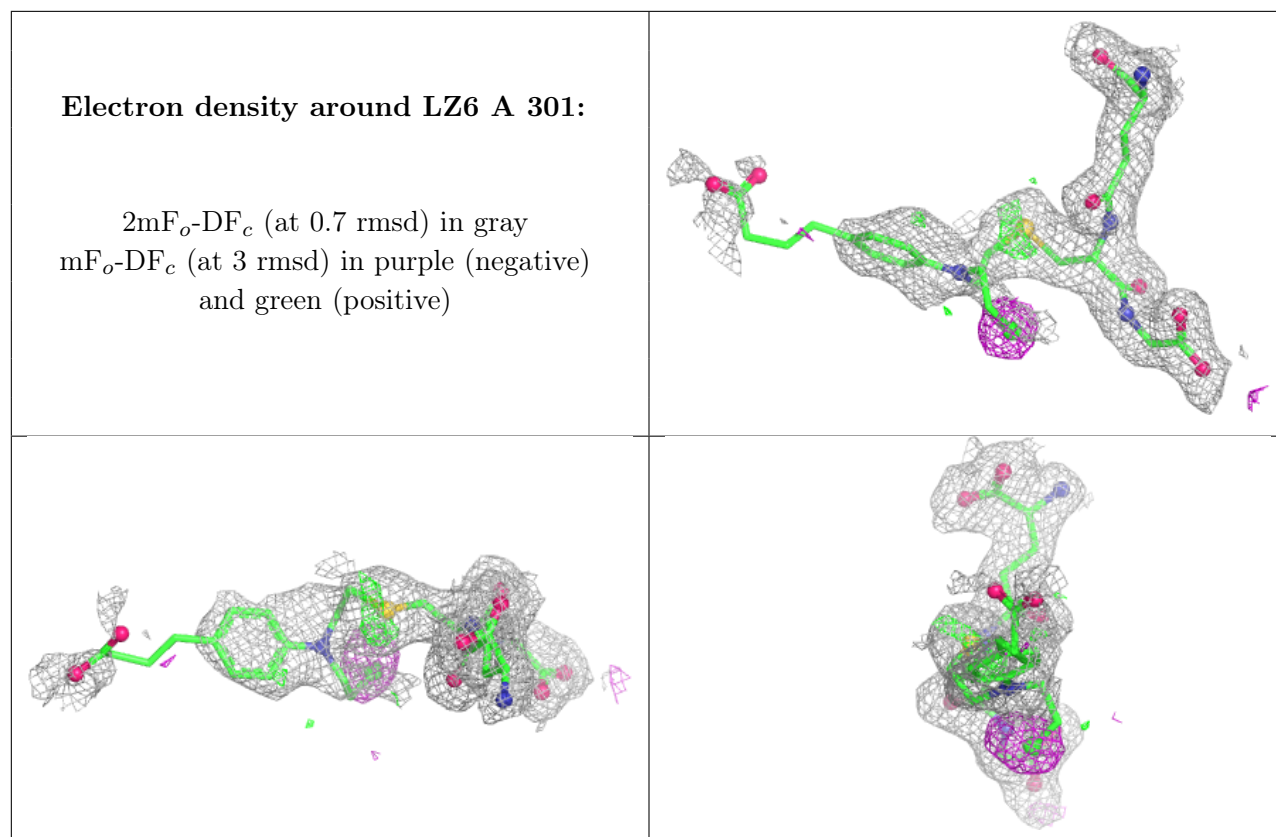 Electron density around LZ6 A 301:
2mFo-DFc (at 0.7 rmsd) in gray
mFo-DFc (at 3 rmsd) in purple (negative)
and green (positive)